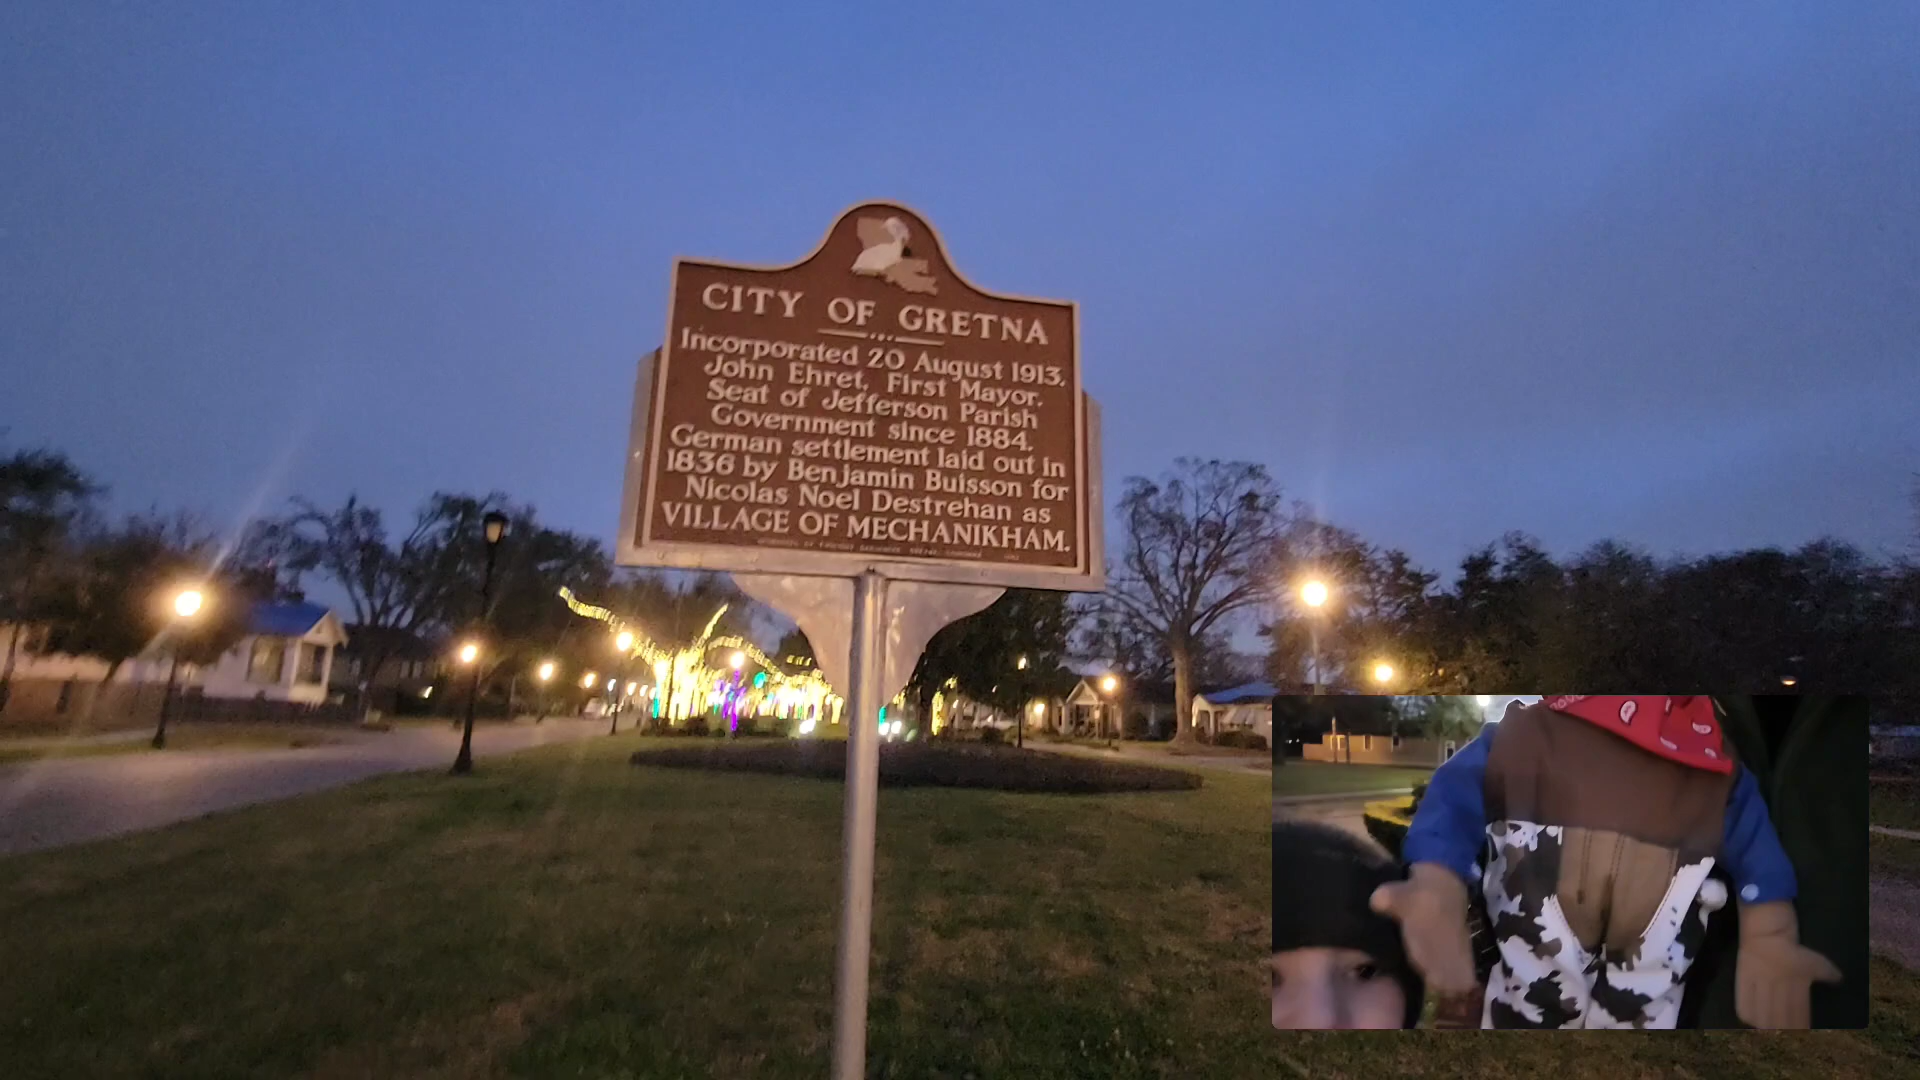 CITY OF GRETNA
Incorporated 20 August 1913.
John Ehret, First Mayor.
Seat of Jefferson Parish
Government since 1884.
German settlement laid out in
1836 by Benjamin Buisson for
Nicolas Noel Destrehan as
VILLAGE OF MECHANIKHAM.